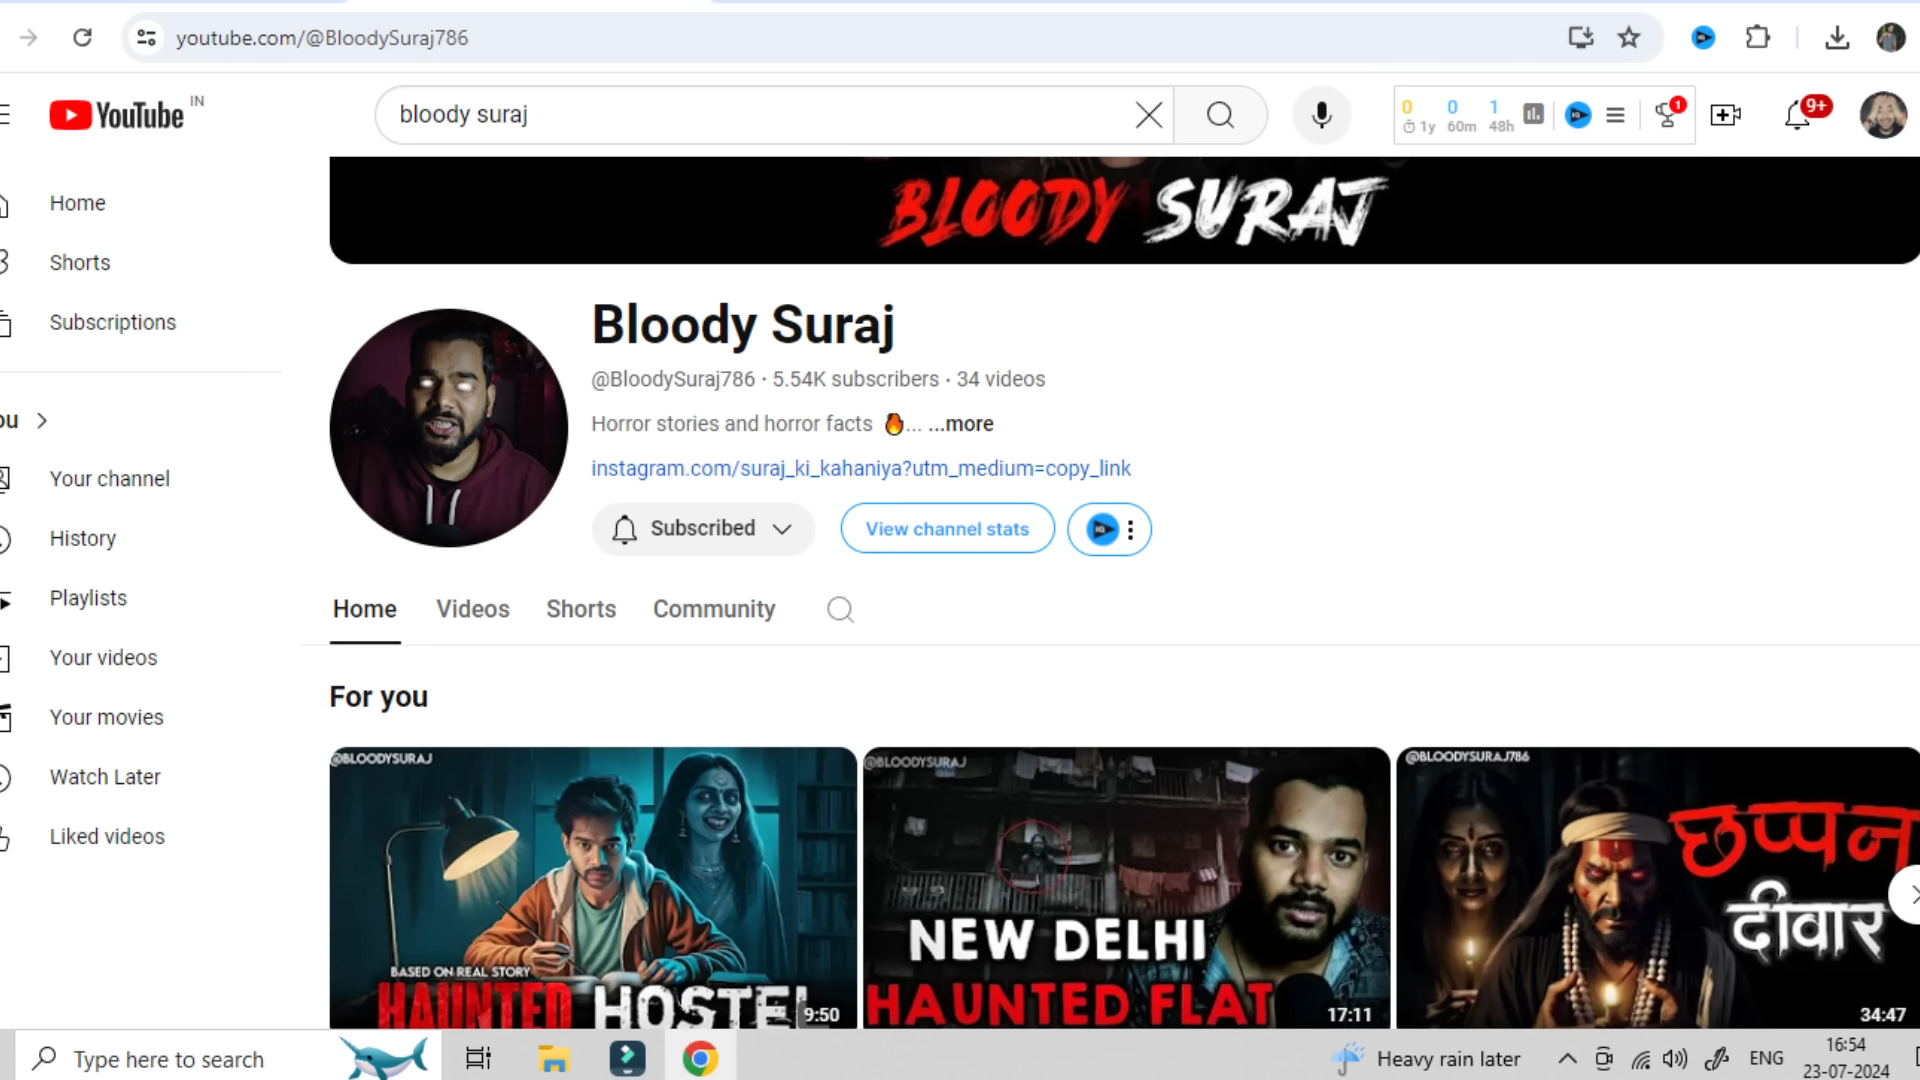 youtube.com/@BloodySuraj786
YouTube IN
bloody suraj
0 0 1
1y 60m 48h
1
9+
BLOODY SURAJ
Home
Shorts
Subscriptions
Your channel
History
Playlists
Your videos
Your movies
Watch Later
Liked videos
Bloody Suraj
@BloodySuraj786 · 5.54K subscribers · 34 videos
Horror stories and horror facts 🔥... ...more
instagram.com/suraj_ki_kahaniya?utm_medium=copy_link
Subscribed
View channel stats
Home Videos Shorts Community
For you
@BLOODYSURAJ
BASED ON REAL STORY
HAUNTED HOSTEL
9:50
@BLOODYSURAJ
NEW DELHI
HAUNTED FLAT
17:11
@BLOODYSURAJ786
छप्पन
दीवार
34:47
Type here to search
Heavy rain later
ENG
16:54
23-07-2024